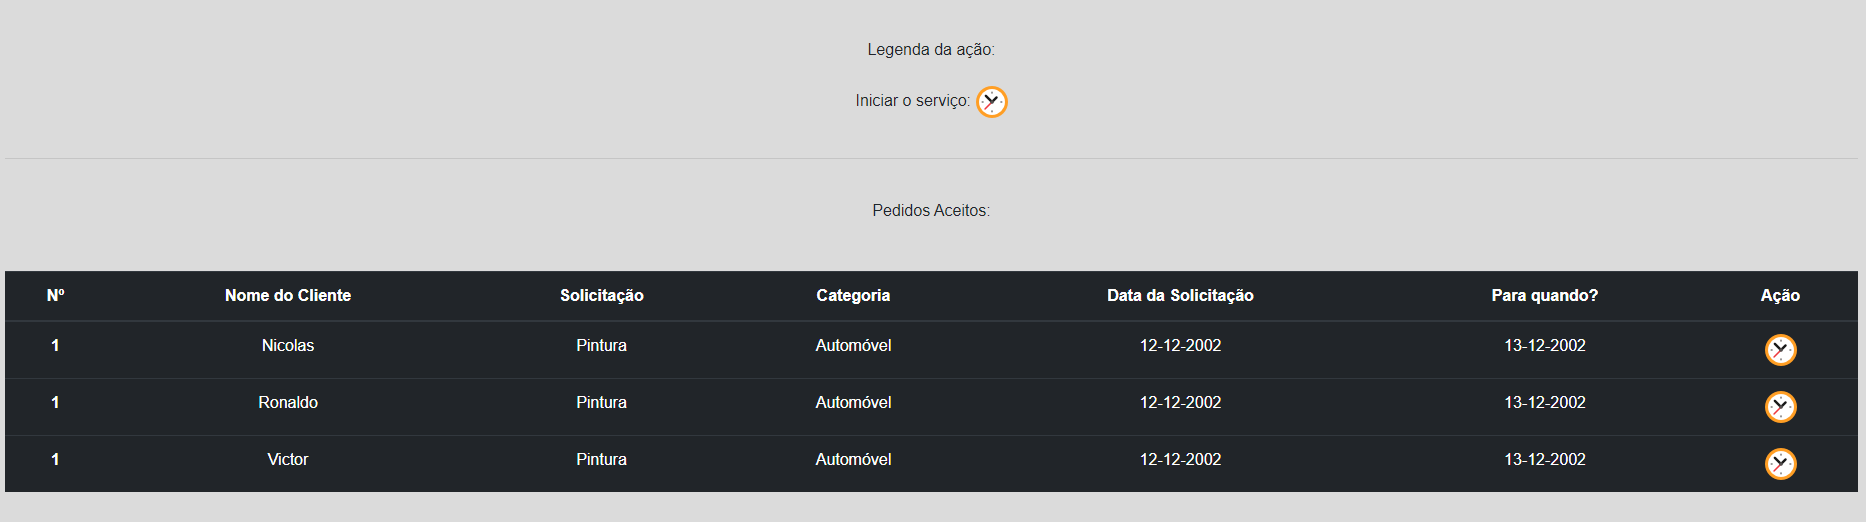 Legenda da ação:
Iniciar o serviço:
Pedidos Aceitos:
Nº Nome do Cliente Solicitação Categoria Data da Solicitação Para quando? Ação
1 Nicolas Pintura Automóvel 12-12-2002 13-12-2002
1 Ronaldo Pintura Automóvel 12-12-2002 13-12-2002
1 Victor Pintura Automóvel 12-12-2002 13-12-2002